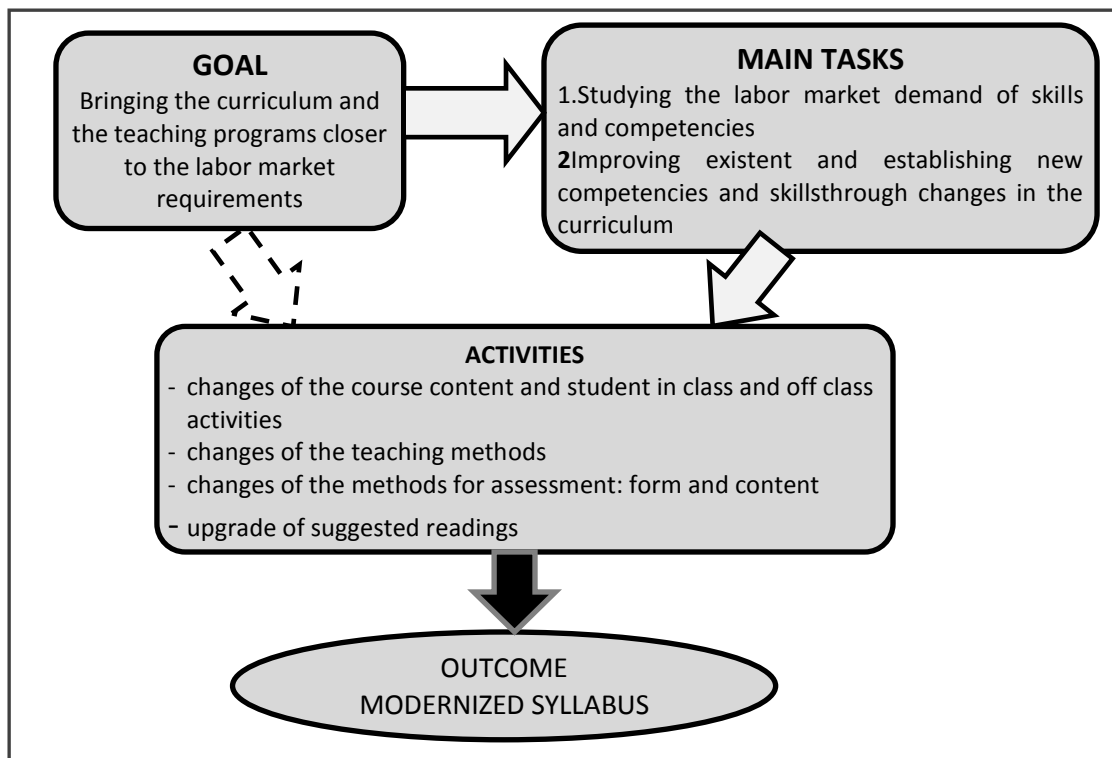 GOAL
Bringing the curriculum and
the teaching programs closer
to the labor market
requirements
MAIN TASKS
1.Studying the labor market demand of skills
and competencies
2Improving existent and establishing new
competencies and skillsthrough changes in the
curriculum
ACTIVITIES
- changes of the course content and student in class and off class
activities
- changes of the teaching methods
- changes of the methods for assessment: form and content
- upgrade of suggested readings
OUTCOME
MODERNIZED SYLLABUS